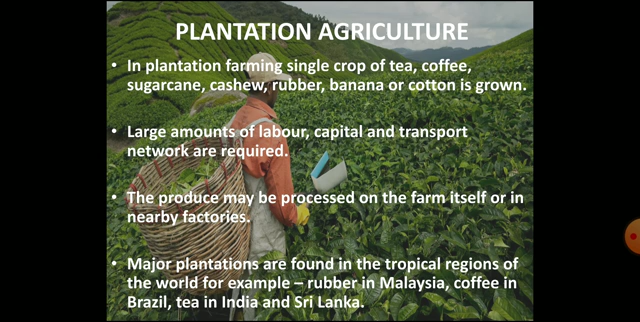 PLANTATION AGRICULTURE
• In plantation farming single crop of tea, coffee,
sugarcane, cashew, rubber, banana or cotton is grown.
• Large amounts of labour, capital and transport
network are required.
• The produce may be processed on the farm itself or in
nearby factories.
• Major plantations are found in the tropical regions of
the world for example – rubber in Malaysia, coffee in
Brazil, tea in India and Sri Lanka.